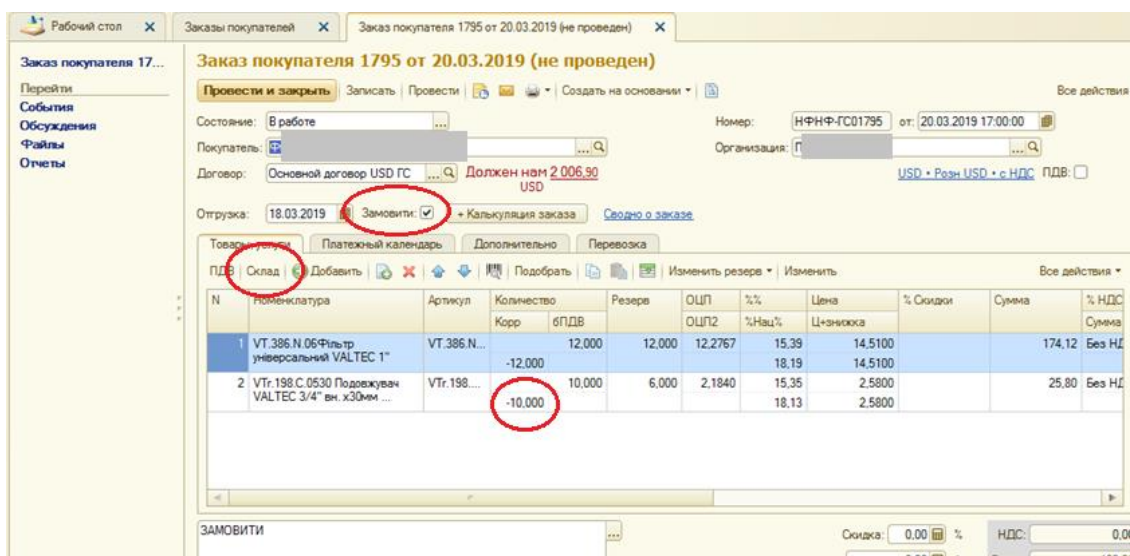 Рабочий стол Заказы покупателей Заказ покупателя 1795 от 20.03.2019 (не проведен)
Заказ покупателя 17...
Перейти
События
Обсуждения
Файлы
Отчеты
Заказ покупателя 1795 от 20.03.2019 (не проведен)
Провести и закрыть Записать Провести Создать на основании Все действия
Состояние: В работе ... Номер: НФНФ-ГС01795 от: 20.03.2019 17:00:00
Покупатель: ... Организация: П ...
Договор: Основной договор USD ГС ... Должен нам 2 006,90 USD • Розн USD • с НДС ПДВ:
USD
Отгрузка: 18.03.2019 Замовити: + Калькуляция заказа Сводно о заказе
Товары услуги Платежный календарь Дополнительно Перевозка
ПДВ Склад Добавить Подобрать Изменить резерв Изменить Все действия
N Номенклатура Артикул Количество Резерв ОЦП %% Цена % Скидки Сумма % НДС
Корр бПДВ ОЦП2 %Нац% Ц+знижка Сумма
1 VT.386.N.06Фільтр VT.386.N... 12,000 12,000 12,2767 15,39 14,5100 174,12 Без НД
універсальний VALTEC 1" -12,000 18,19 14,5100
2 VTr.198.C.0530 Подовжувач VTr.198.... 10,000 6,000 2,1840 15,35 2,5800 25,80 Без НД
VALTEC 3/4" вн. х30мм ... -10,000 18,13 2,5800
ЗАМОВИТИ ... Скидка: 0,00 % НДС: 0,00